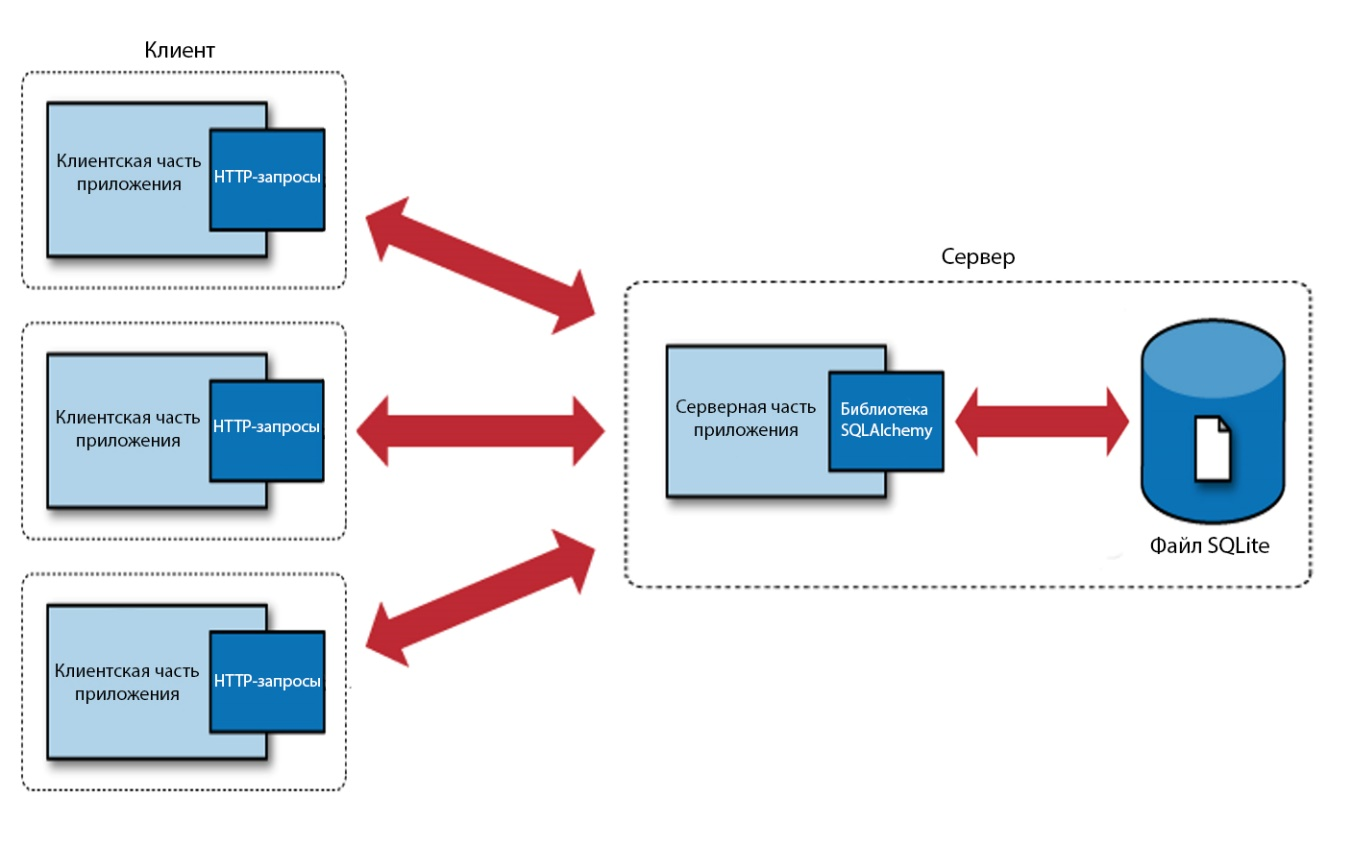 Клиент
Клиентская часть
приложения
HTTP-запросы
Клиентская часть
приложения
HTTP-запросы
Клиентская часть
приложения
HTTP-запросы
Сервер
Серверная часть
приложения
Библиотека
SQLAlchemy
Файл SQLite